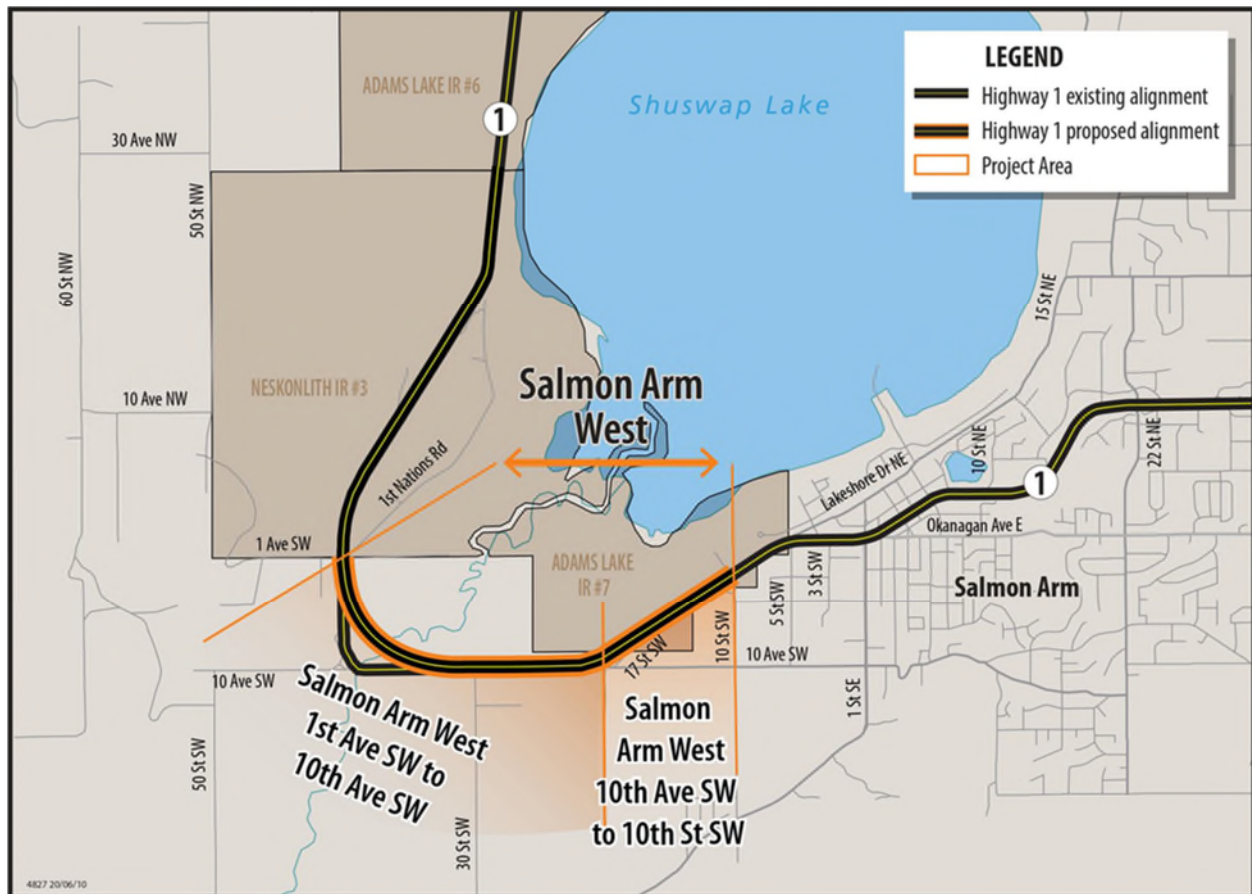 LEGEND
Highway 1 existing alignment
Highway 1 proposed alignment
Project Area
Shuswap Lake
ADAMS LAKE IR #6
1
30 Ave NW
50 St NW
60 St NW
15 St NE
NESKONLITH IR #3
10 Ave NW
Salmon Arm
West
1st Nations Rd
Lakeshore Dr NE
10 St NE
22 St NE
1
Okanagan Ave E
1 Ave SW
ADAMS LAKE
IR #7
3 St SW
5 St SW
Salmon Arm
10 St SW
17 St SW
10 Ave SW
10 Ave SW
1 St SE
Salmon Arm West
1st Ave SW to
10th Ave SW
Salmon
Arm West
10th Ave SW
to 10th St SW
50 St SW
30 St SW
4827 20/06/10